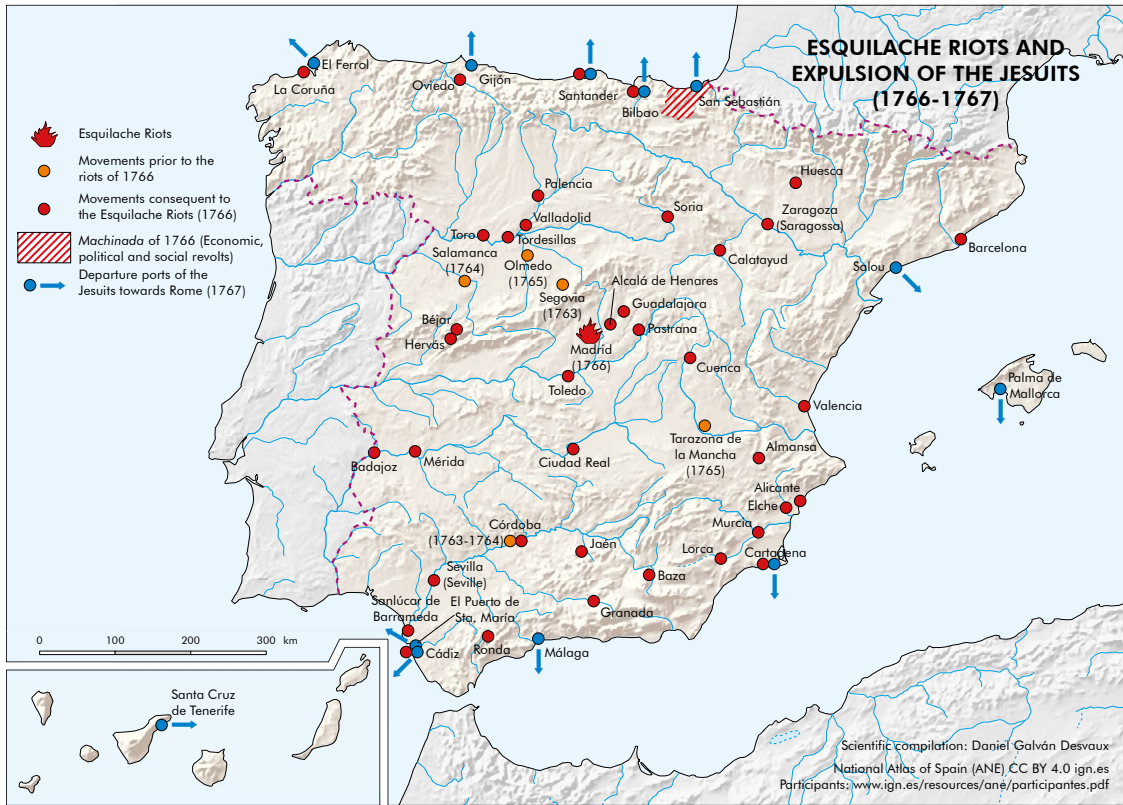 ESQUILACHE RIOTS AND
EXPULSION OF THE JESUITS
(1766-1767)
Esquilache Riots
Movements prior to the
riots of 1766
Movements consequent to
the Esquilache Riots (1766)
Machinada of 1766 (Economic,
political and social revolts)
Departure ports of the
Jesuits towards Rome (1767)
El Ferrol
La Coruña
Oviedo
Gijón
Santander
Bilbao
San Sebastián
Palencia
Huesca
Soria
Zaragoza
(Saragossa)
Valladolid
Toro
Tordesillas
Barcelona
Salamanca
(1764)
Olmedo
(1765)
Calatayud
Salou
Segovia
(1763)
Alcalá de Henares
Guadalajara
Béjar
Hervás
Pastrana
Madrid
(1766)
Cuenca
Toledo
Palma de
Mallorca
Valencia
Tarazona de
la Mancha
(1765)
Badajoz
Mérida
Ciudad Real
Almansa
Alicante
Elche
Murcia
Córdoba
(1763-1764)
Jaén
Lorca
Cartagena
Sevilla
(Seville)
Baza
Sanlúcar de
Barrameda
El Puerto de
Sta. María
Granada
Cádiz
Ronda
Málaga
0 100 200 300 km
Santa Cruz
de Tenerife
Scientific compilation: Daniel Galván Desvaux
National Atlas of Spain (ANE) CC BY 4.0 ign.es
Participants: www.ign.es/resources/ane/participantes.pdf